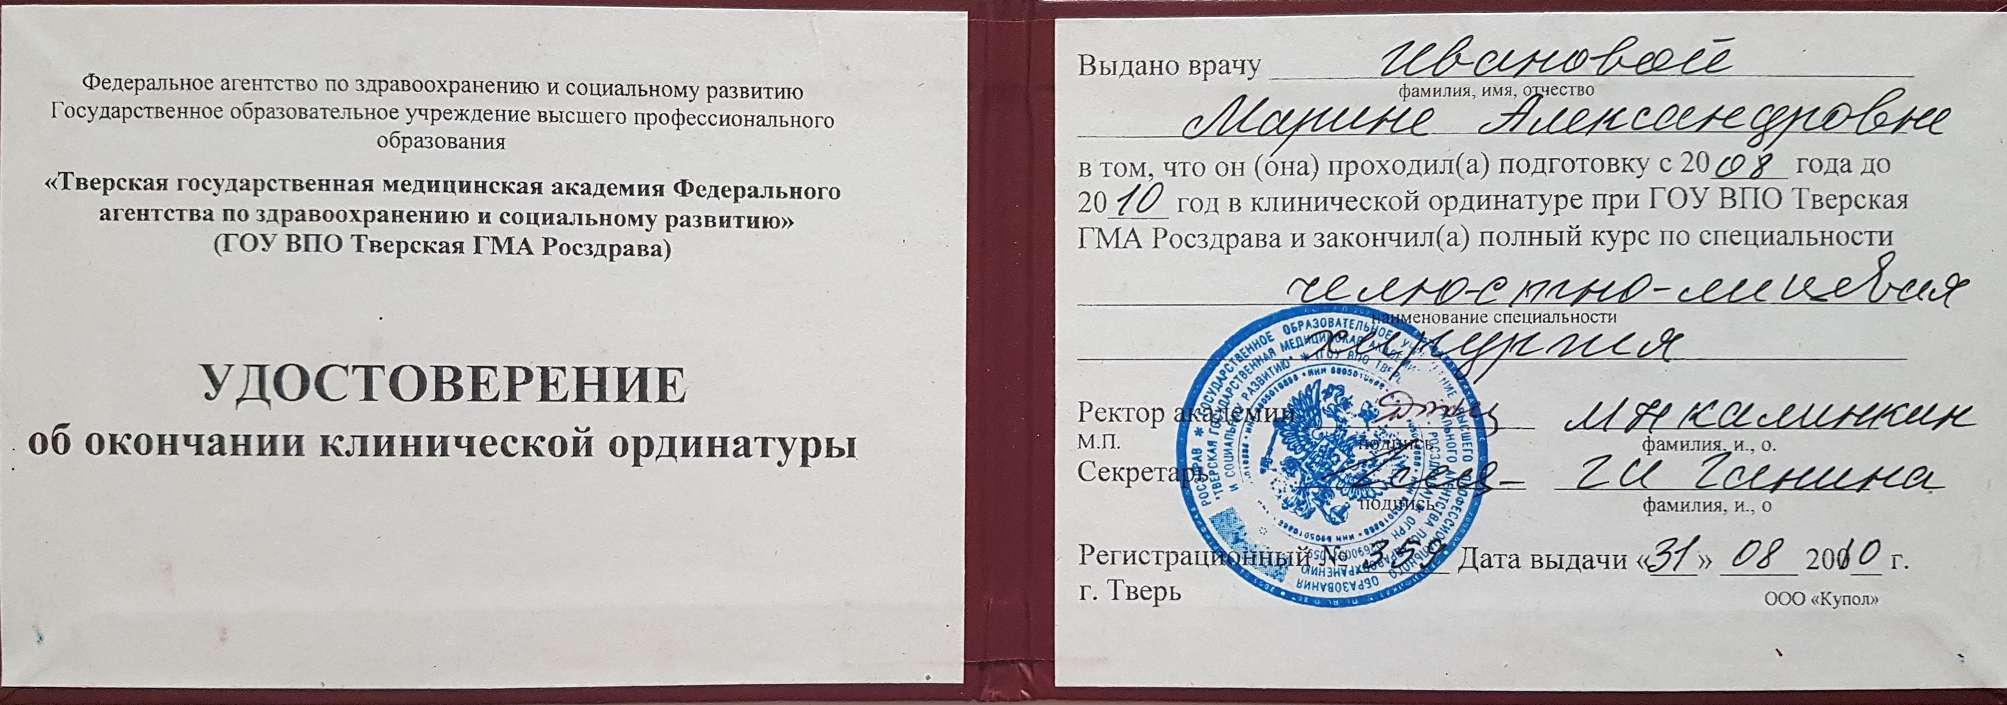 Федеральное агентство по здравоохранению и социальному развитию
Государственное образовательное учреждение высшего профессионального
образования
«Тверская государственная медицинская академия Федерального
агентства по здравоохранению и социальному развитию»
(ГОУ ВПО Тверская ГМА Росздрава)
УДОСТОВЕРЕНИЕ
об окончании клинической ординатуры
Выдано врачу Ивановой
фамилия, имя, отчество
Марине Александровне
в том, что он (она) проходил(а) подготовку с 2008 года до
2010 год в клинической ординатуре при ГОУ ВПО Тверская
ГМА Росздрава и закончил(а) полный курс по специальности
челюстно-лицевая
наименование специальности
хирургия
Ректор академии МН Калинкин
М.П. подпись фамилия, и., о.
Секретарь ГИ Ганина
подпись фамилия, и., о
Регистрационный № 359 Дата выдачи «31» 08 2010 г.
г. Тверь
ООО «Купол»